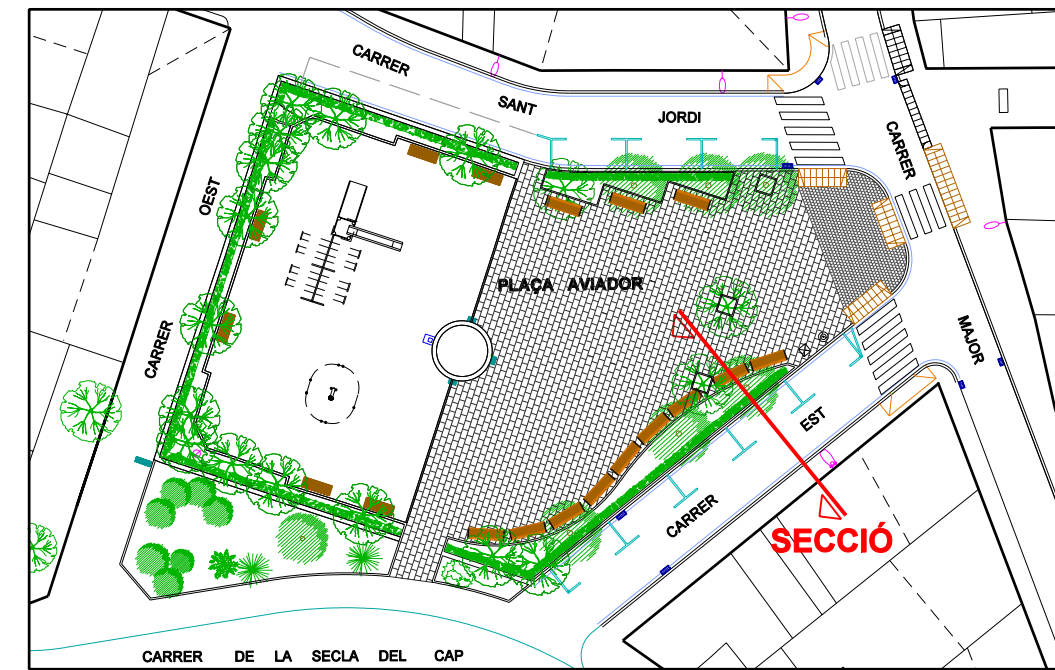 CARRER SANT JORDI
CARRER MAJOR
CARRER OEST
PLAÇA AVIADOR
CARRER EST
SECCIÓ
CARRER DE LA SECLA DEL CAP